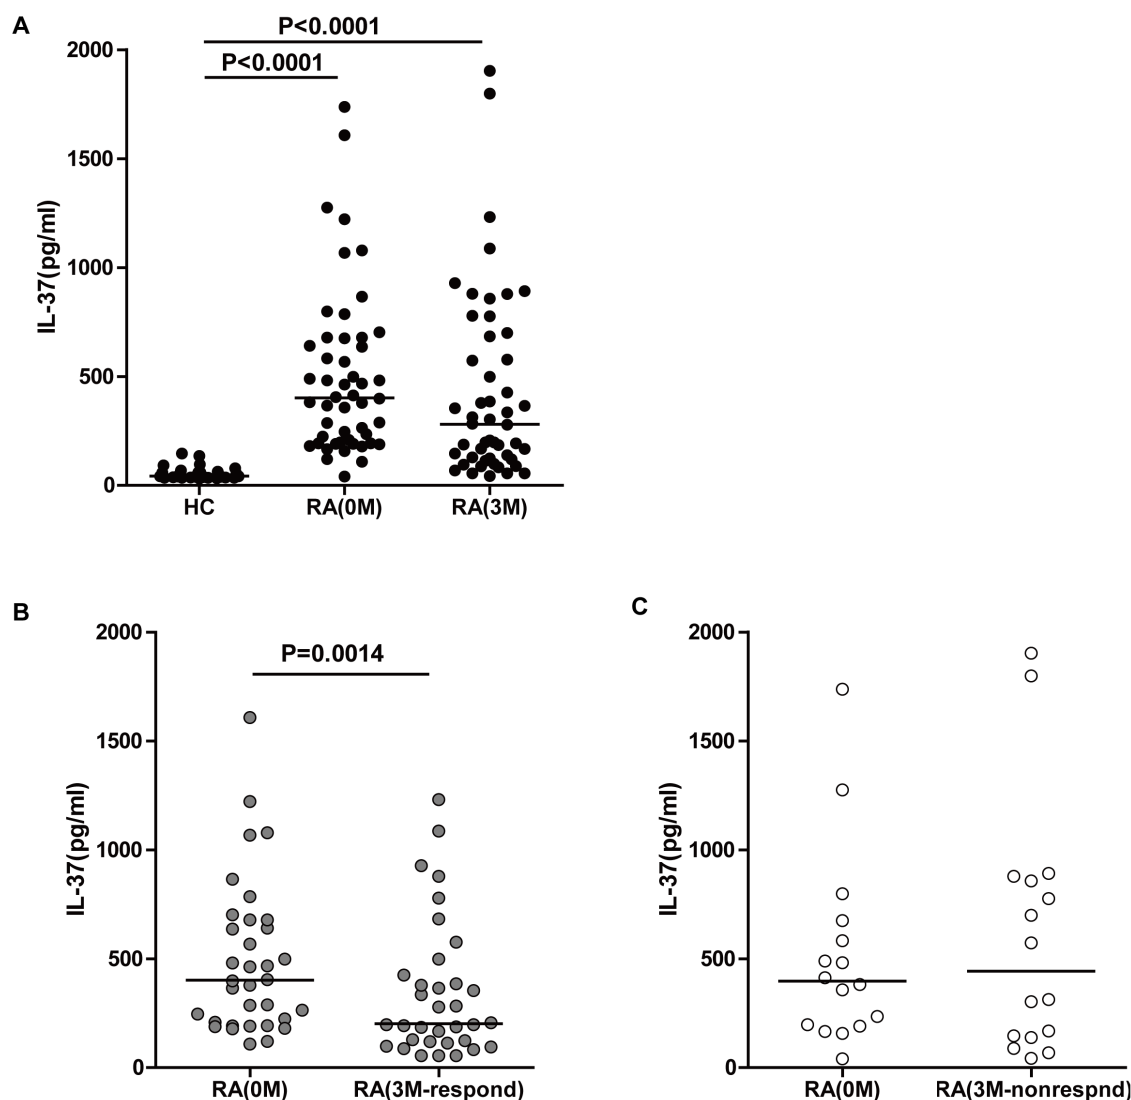 A
P<0.0001
P<0.0001
2000
1500
1000
500
0
IL-37(pg/ml)
HC RA(0M) RA(3M)
B
P=0.0014
2000
1500
1000
500
0
IL-37(pg/ml)
RA(0M) RA(3M-respond)
C
2000
1500
1000
500
0
IL-37(pg/ml)
RA(0M) RA(3M-nonrespnd)